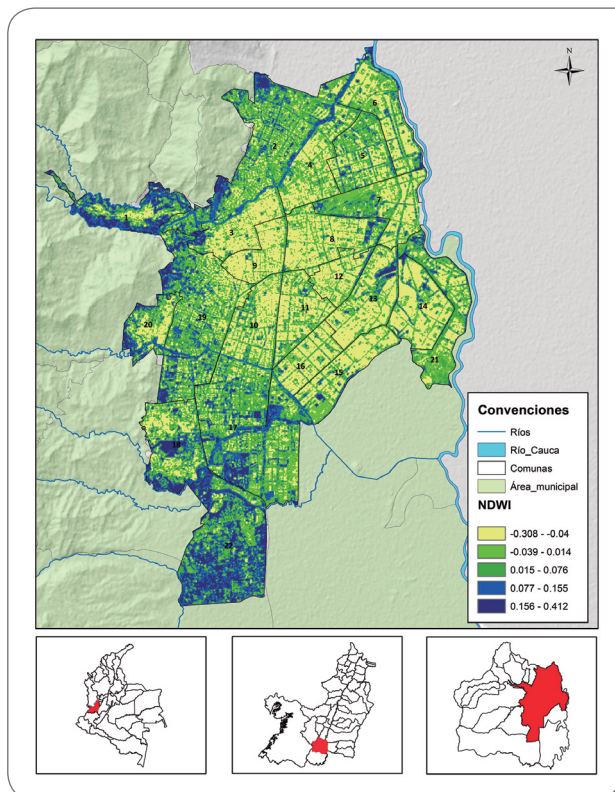 N
6
2
5
4
7
1
3
8
9
12
13
19
14
20
10
11
21
16
15
17
18
22
Convenciones
Ríos
Río_Cauca
Comunas
Área_municipal
NDWI
-0.308 - -0.04
-0.039 - 0.014
0.015 - 0.076
0.077 - 0.155
0.156 - 0.412